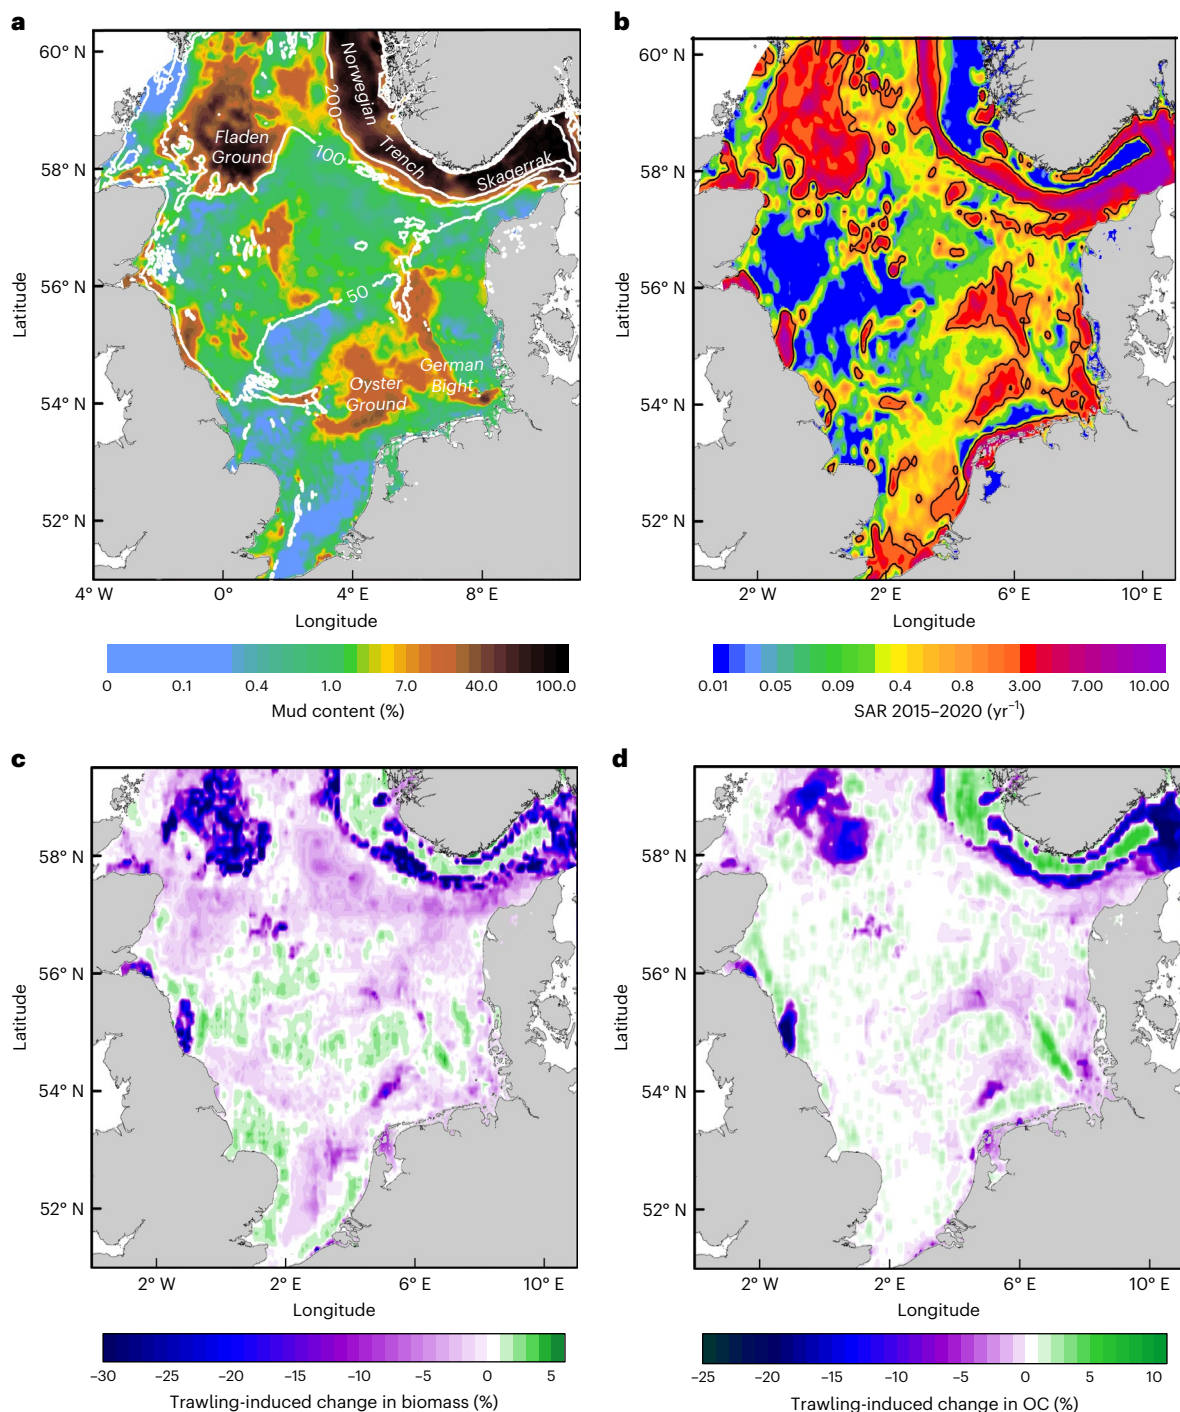 a
60° N
58° N
56° N
54° N
52° N
Latitude
Norwegian
Trench
200
100
50
Fladen
Ground
Skagerrak
German
Bight
Oyster
Ground
4° W
0°
4° E
8° E
Longitude
0
0.1
0.4
1.0
7.0
40.0
100.0
Mud content (%)
b
60° N
58° N
56° N
54° N
52° N
Latitude
2° W
2° E
6° E
10° E
Longitude
0.01
0.05
0.09
0.4
0.8
3.00
7.00
10.00
SAR 2015–2020 (yr⁻¹)
c
58° N
56° N
54° N
52° N
Latitude
2° W
2° E
6° E
10° E
Longitude
−30
−25
−20
−15
−10
−5
0
5
Trawling-induced change in biomass (%)
d
58° N
56° N
54° N
52° N
Latitude
2° W
2° E
6° E
10° E
Longitude
−25
−20
−15
−10
−5
0
5
10
Trawling-induced change in OC (%)